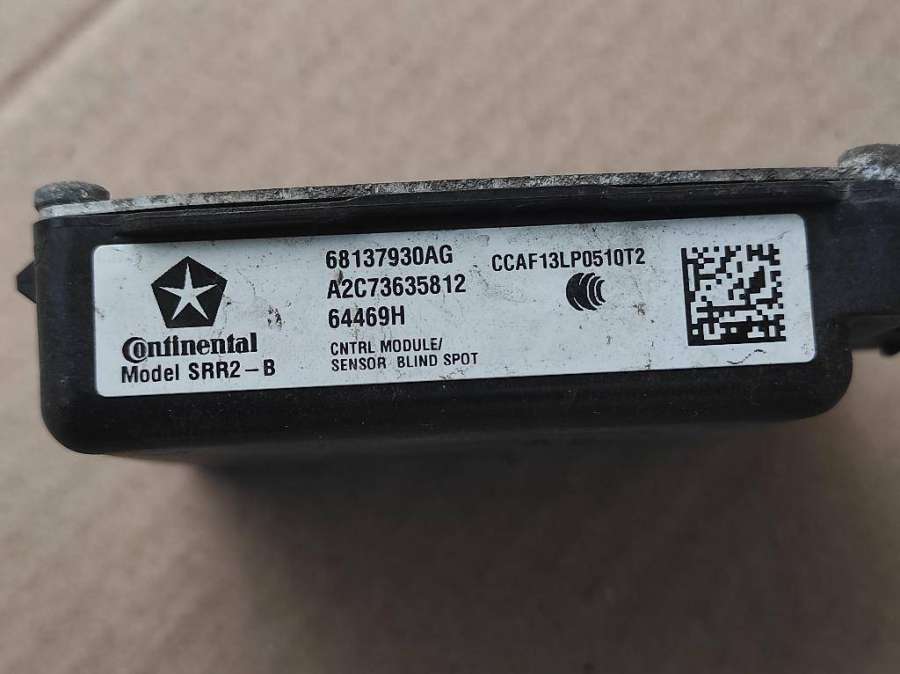 68137930AG
A2C73635812
64469H
CNTRL MODULE/
SENSOR BLIND SPOT
CCAF13LP0510T2
Continental
Model SRR2-B